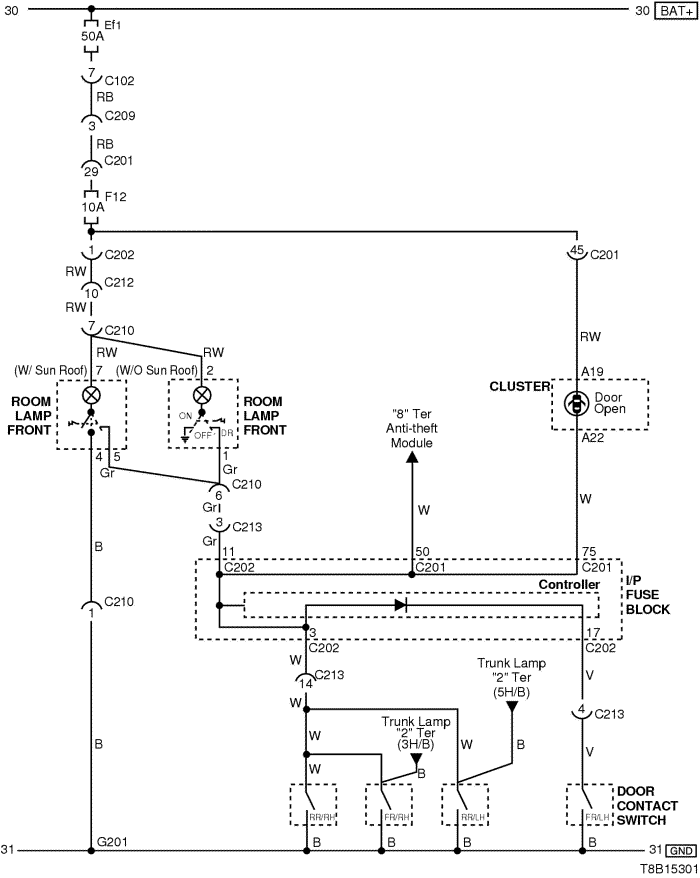 30
30 BAT+
Ef1
50A
7 C102
RB
C209
3
RB
C201
29
F12
10A
1 C202
45 C201
RW
C212
10
RW
7 C210
RW
RW
RW
(W/ Sun Roof) 7
(W/O Sun Roof) 2
A19
CLUSTER
Door
Open
A22
ROOM
LAMP
FRONT
ON
OFF
DR
ROOM
LAMP
FRONT
"8" Ter
Anti-theft
Module
4 5
Gr
1
Gr
C210
6
Gr
3 C213
Gr
W
W
B
11
C202
50
C201
75
C201
I/P
FUSE
BLOCK
Controller
C210
1
3
C202
17
C202
W
C213
14
W
Trunk Lamp
"2" Ter
(5H/B)
V
4 C213
Trunk Lamp
"2" Ter
(3H/B)
B
W
W
B
W
B
V
RR/RH
FR/RH
RR/LH
FR/LH
DOOR
CONTACT
SWITCH
B
B
B
B
G201
31
31 GND
T8B15301